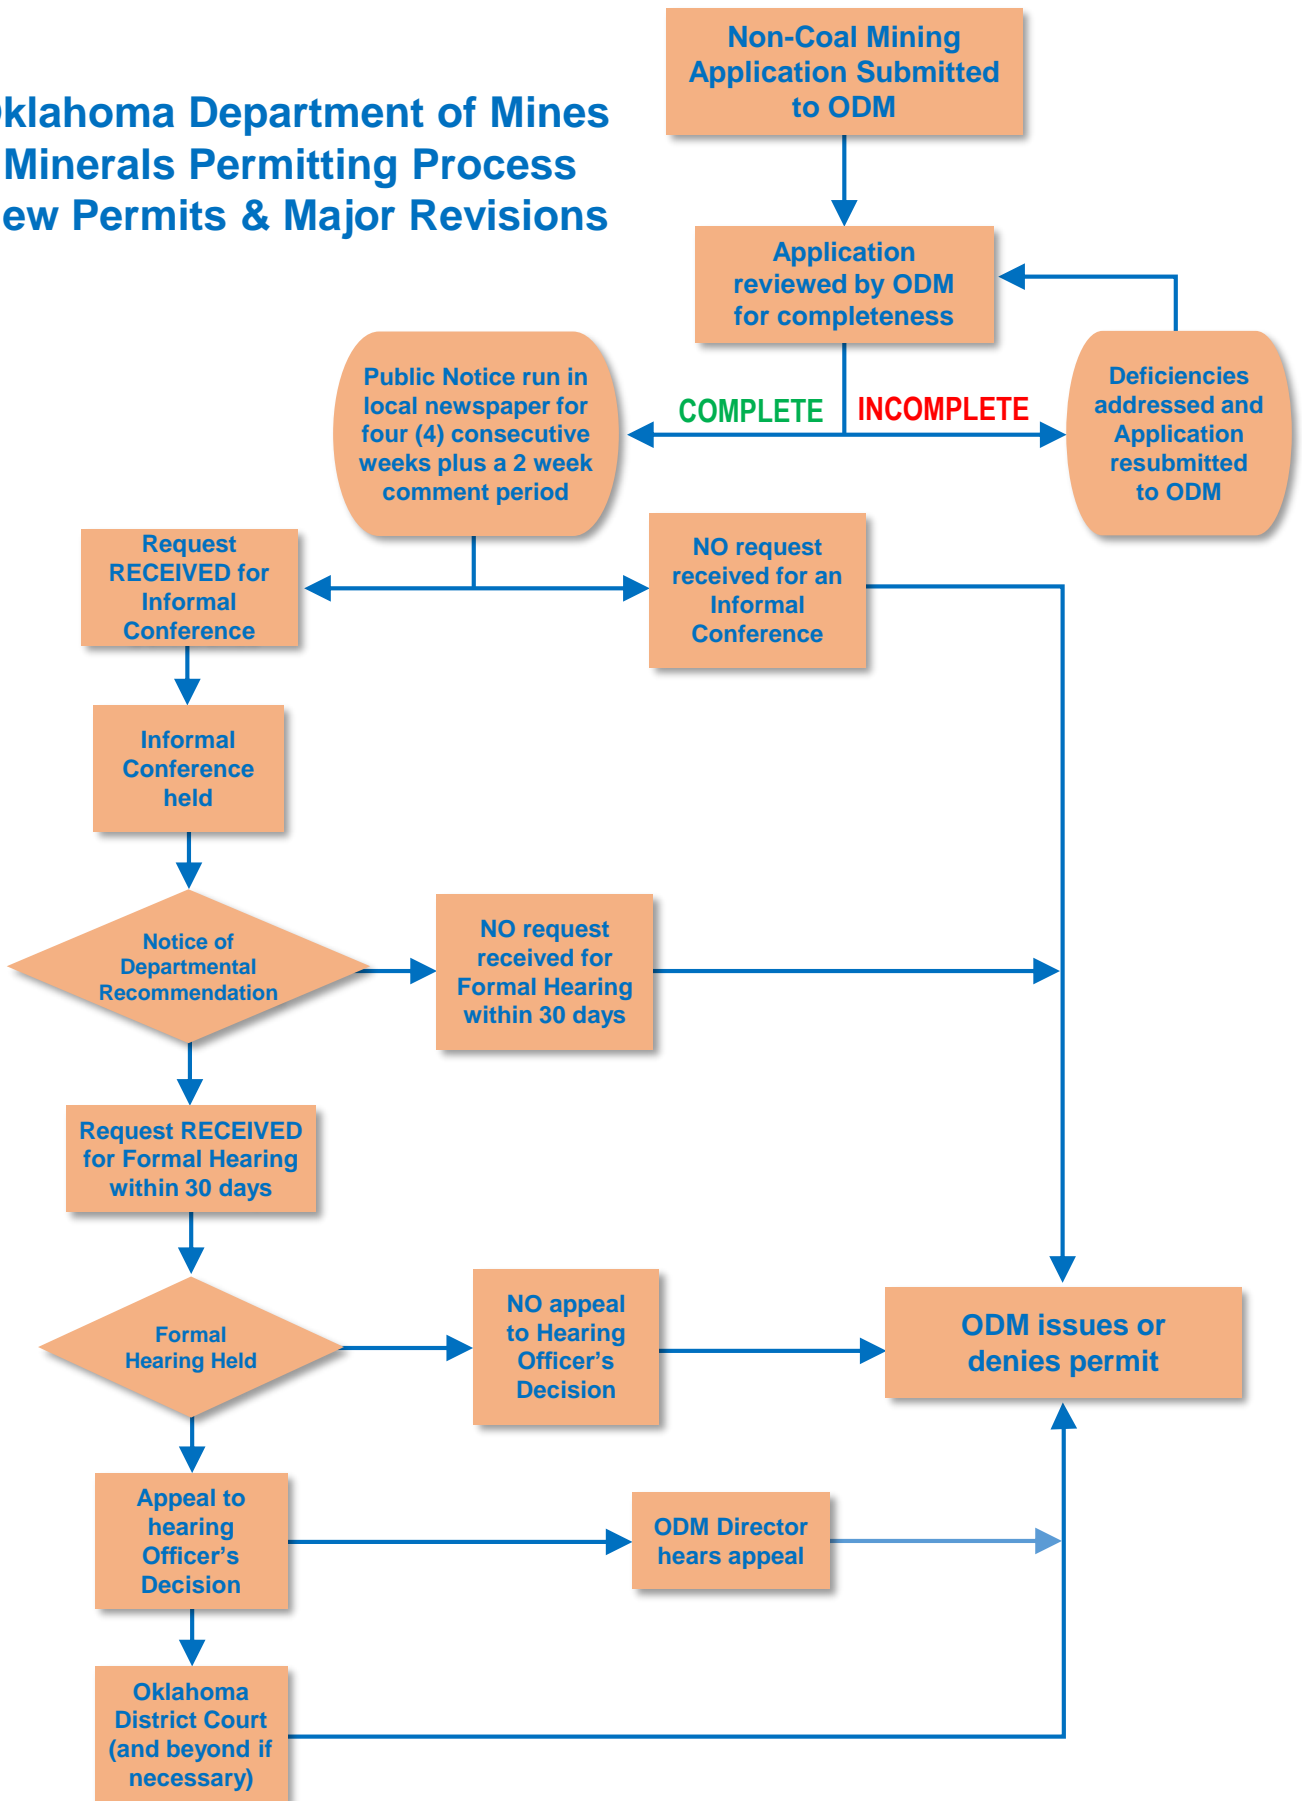 Non-Coal Mining
Application Submitted
to ODM
klahoma Department of Mines
Minerals Permitting Process
ew Permits & Major Revisions
Application
reviewed by ODM
for completeness
Public Notice run in
local newspaper for
four (4) consecutive
weeks plus a 2 week
comment period
COMPLETE
INCOMPLETE
Deficiencies
addressed and
Application
resubmitted
to ODM
Request
RECEIVED for
Informal
Conference
NO request
received for an
Informal
Conference
Informal
Conference
held
Notice of
Departmental
Recommendation
NO request
received for
Formal Hearing
within 30 days
Request RECEIVED
for Formal Hearing
within 30 days
Formal
Hearing Held
NO appeal
to Hearing
Officer's
Decision
ODM issues or
denies permit
Appeal to
hearing
Officer's
Decision
ODM Director
hears appeal
Oklahoma
District Court
(and beyond if
necessary)